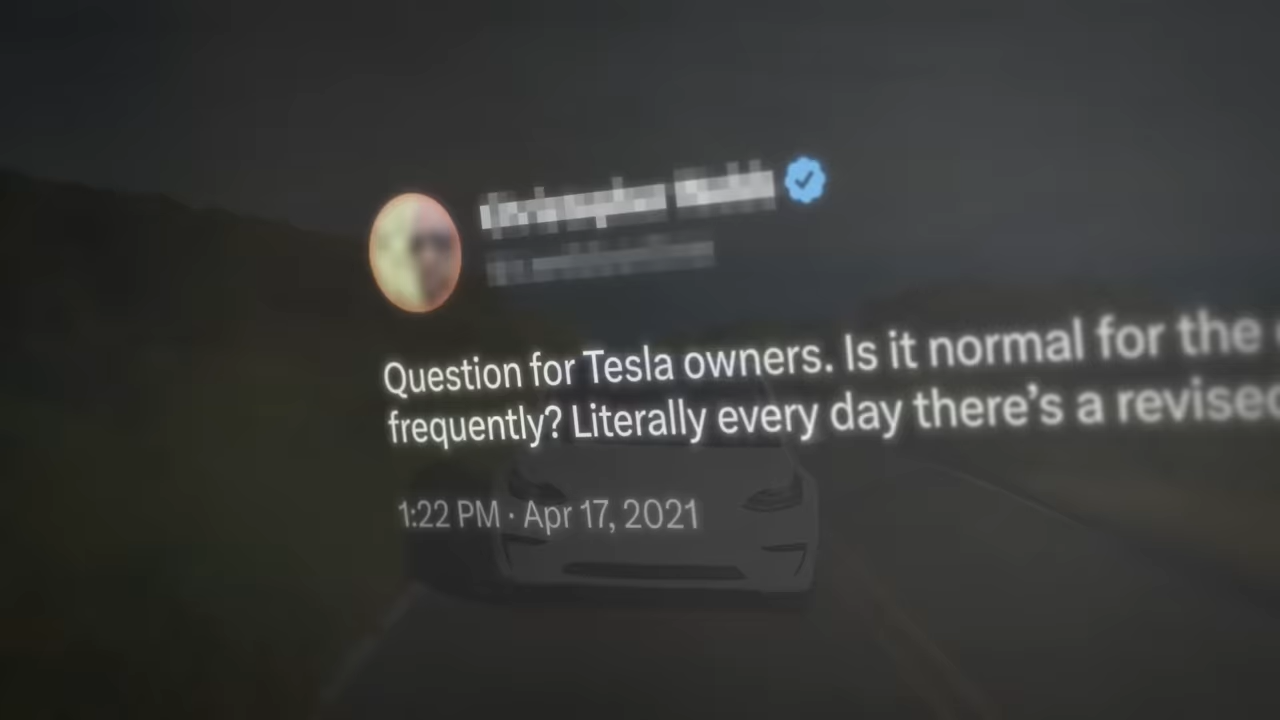 Question for Tesla owners. Is it normal for the
frequently? Literally every day there's a revised
1:22 PM · Apr 17, 2021